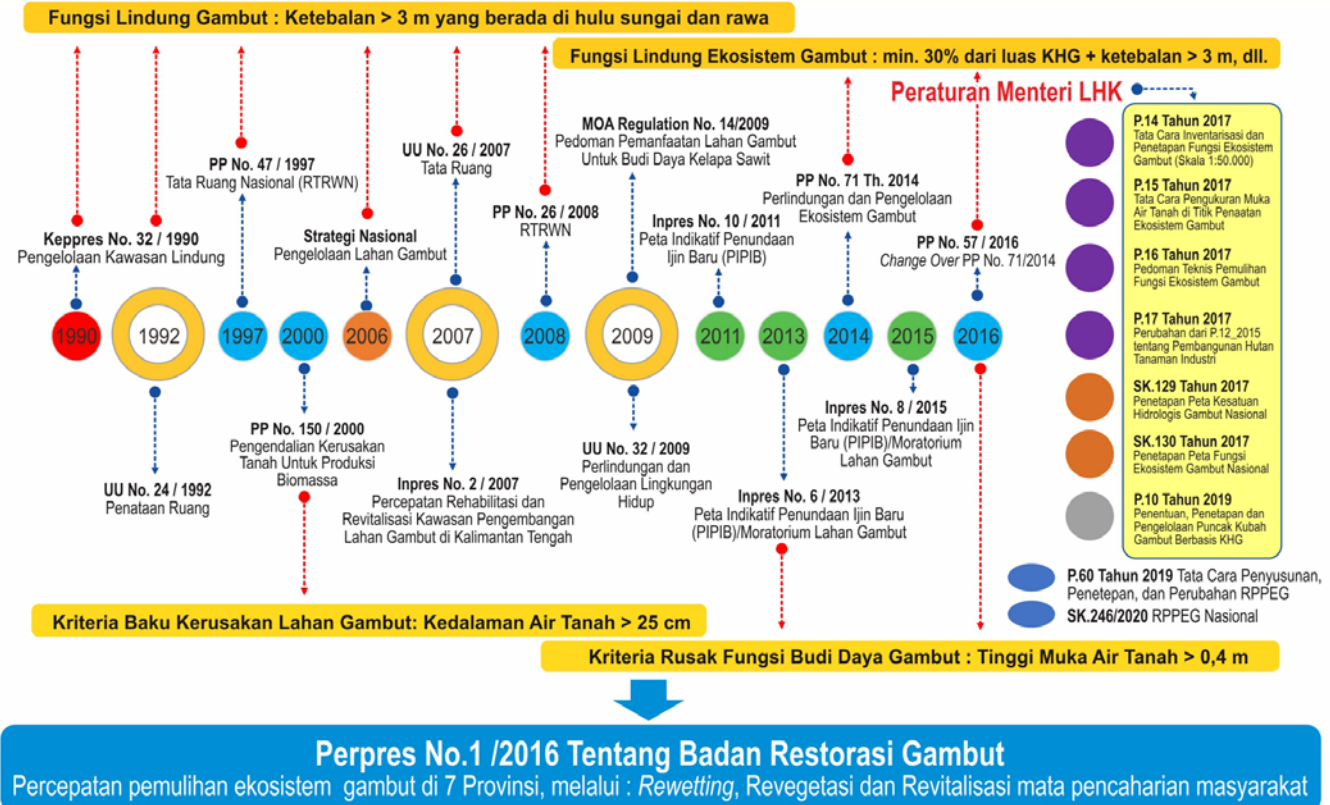 Fungsi Lindung Gambut : Ketebalan > 3 m yang berada di hulu sungai dan rawa
Fungsi Lindung Ekosistem Gambut : min. 30% dari luas KHG + ketebalan > 3 m, dll.
Keppres No. 32 / 1990
Pengelolaan Kawasan Lindung
PP No. 47 / 1997
Tata Ruang Nasional (RTRWN)
Strategi Nasional
Pengelolaan Lahan Gambut
UU No. 26 / 2007
Tata Ruang
PP No. 26 / 2008
RTRWN
MOA Regulation No. 14/2009
Pedoman Pemanfaatan Lahan Gambut
Untuk Budi Daya Kelapa Sawit
Inpres No. 10 / 2011
Peta Indikatif Penundaan
Ijin Baru (PIPIB)
PP No. 71 Th. 2014
Perlindungan dan Pengelolaan
Ekosistem Gambut
PP No. 57 / 2016
Change Over PP No. 71/2014
1990
1992
1997
2000
2006
2007
2008
2009
2011
2013
2014
2015
2016
UU No. 24 / 1992
Penataan Ruang
PP No. 150 / 2000
Pengendalian Kerusakan
Tanah Untuk Produksi
Biomassa
Inpres No. 2 / 2007
Percepatan Rehabilitasi dan
Revitalisasi Kawasan Pengembangan
Lahan Gambut di Kalimantan Tengah
UU No. 32 / 2009
Perlindungan dan
Pengelolaan Lingkungan
Hidup
Inpres No. 6 / 2013
Peta Indikatif Penundaan Ijin Baru
(PIPIB)/Moratorium Lahan Gambut
Inpres No. 8 / 2015
Peta Indikatif Penundaan Ijin
Baru (PIPIB)/Moratorium
Lahan Gambut
Peraturan Menteri LHK
P.14 Tahun 2017
Tata Cara Inventarisasi dan
Penetapan Fungsi Ekosistem
Gambut (Skala 1:50.000)
P.15 Tahun 2017
Tata Cara Pengukuran Muka
Air Tanah di Titik Penaatan
Ekosistem Gambut
P.16 Tahun 2017
Pedoman Teknis Pemulihan
Fungsi Ekosistem Gambut
P.17 Tahun 2017
Perubahan dari P.12_2015
tentang Pembangunan Hutan
Tanaman Industri
SK.129 Tahun 2017
Penetapan Peta Kesatuan
Hidrologis Gambut Nasional
SK.130 Tahun 2017
Penetapan Peta Fungsi
Ekosistem Gambut Nasional
P.10 Tahun 2019
Penentuan, Penetapan dan
Pengelolaan Puncak Kubah
Gambut Berbasis KHG
P.60 Tahun 2019 Tata Cara Penyusunan,
Penetepan, dan Perubahan RPPEG
SK.246/2020 RPPEG Nasional
Kriteria Baku Kerusakan Lahan Gambut: Kedalaman Air Tanah > 25 cm
Kriteria Rusak Fungsi Budi Daya Gambut : Tinggi Muka Air Tanah > 0,4 m
Perpres No.1 /2016 Tentang Badan Restorasi Gambut
Percepatan pemulihan ekosistem gambut di 7 Provinsi, melalui : Rewetting, Revegetasi dan Revitalisasi mata pencaharian masyarakat